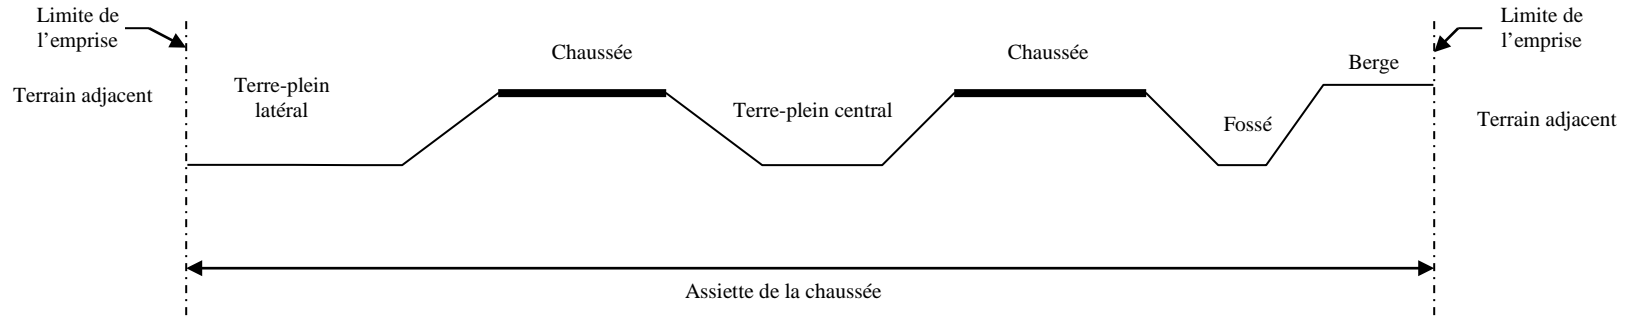 Limite de
l’emprise
Terrain adjacent
Terre-plein
latéral
Chaussée
Terre-plein central
Chaussée
Fossé
Berge
Limite de
l’emprise
Terrain adjacent
Assiette de la chaussée